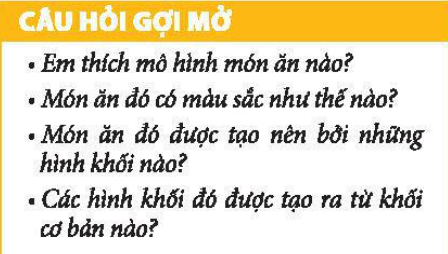 CÂU HỎI GỢI MỞ
• Em thích mô hình món ăn nào?
• Món ăn đó có màu sắc như thế nào?
• Món ăn đó được tạo nên bởi những
hình khối nào?
• Các hình khối đó được tạo ra từ khối
cơ bản nào?